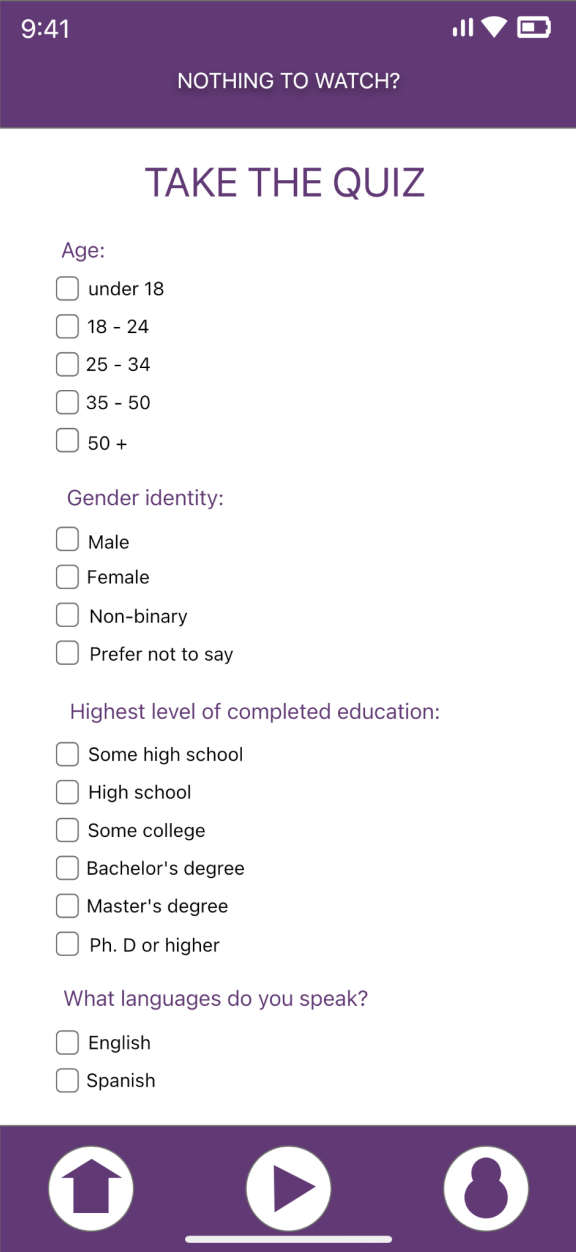 9:41
NOTHING TO WATCH?
TAKE THE QUIZ
Age:
under 18
18 - 24
25 - 34
35 - 50
50 +
Gender identity:
Male
Female
Non-binary
Prefer not to say
Highest level of completed education:
Some high school
High school
Some college
Bachelor's degree
Master's degree
Ph. D or higher
What languages do you speak?
English
Spanish